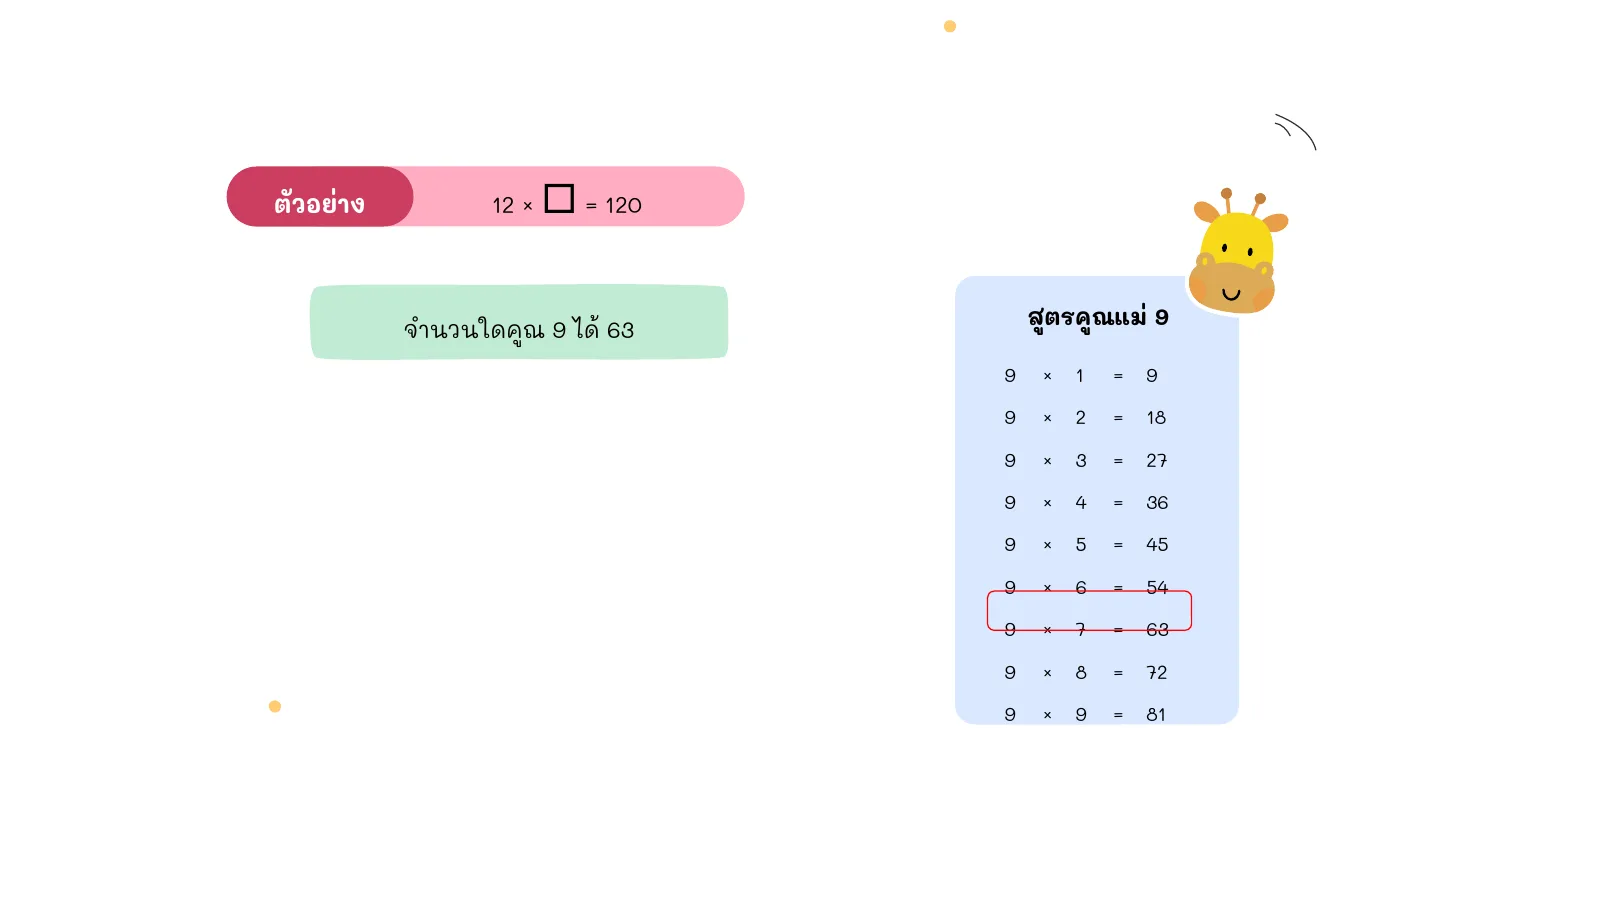 ตัวอย่าง 12 × □ = 120
จำนวนใดคูณ 9 ได้ 63
สูตรคูณแม่ 9
9 × 1 = 9
9 × 2 = 18
9 × 3 = 27
9 × 4 = 36
9 × 5 = 45
9 × 6 = 54
9 × 7 = 63
9 × 8 = 72
9 × 9 = 81